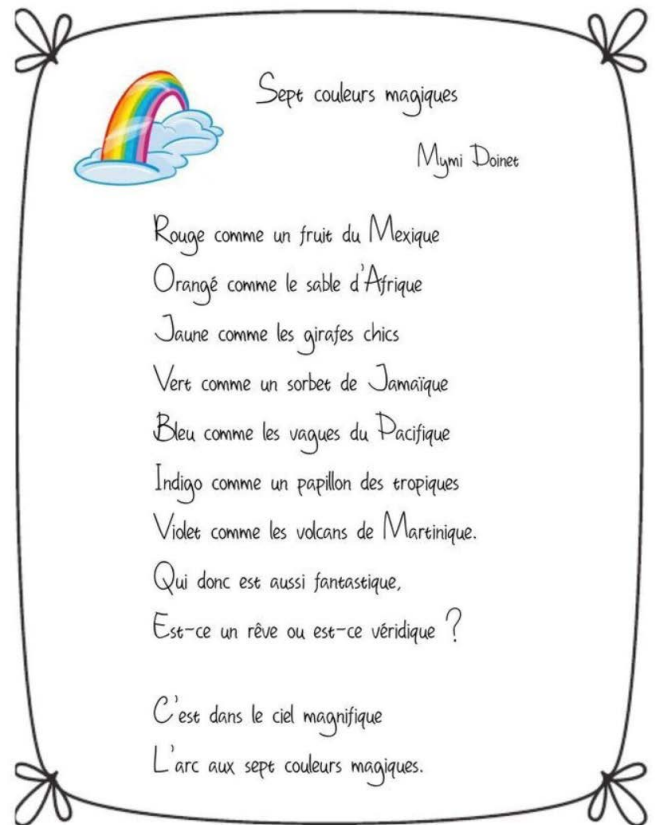 Sept couleurs magiques
Mymi Doinet
Rouge comme un fruit du Mexique
Orangé comme le sable d'Afrique
Jaune comme les girafes chics
Vert comme un sorbet de Jamaïque
Bleu comme les vagues du Pacifique
Indigo comme un papillon des tropiques
Violet comme les volcans de Martinique.
Qui donc est aussi fantastique,
Est-ce un rêve ou est-ce véridique ?
C'est dans le ciel magnifique
L'arc aux sept couleurs magiques.